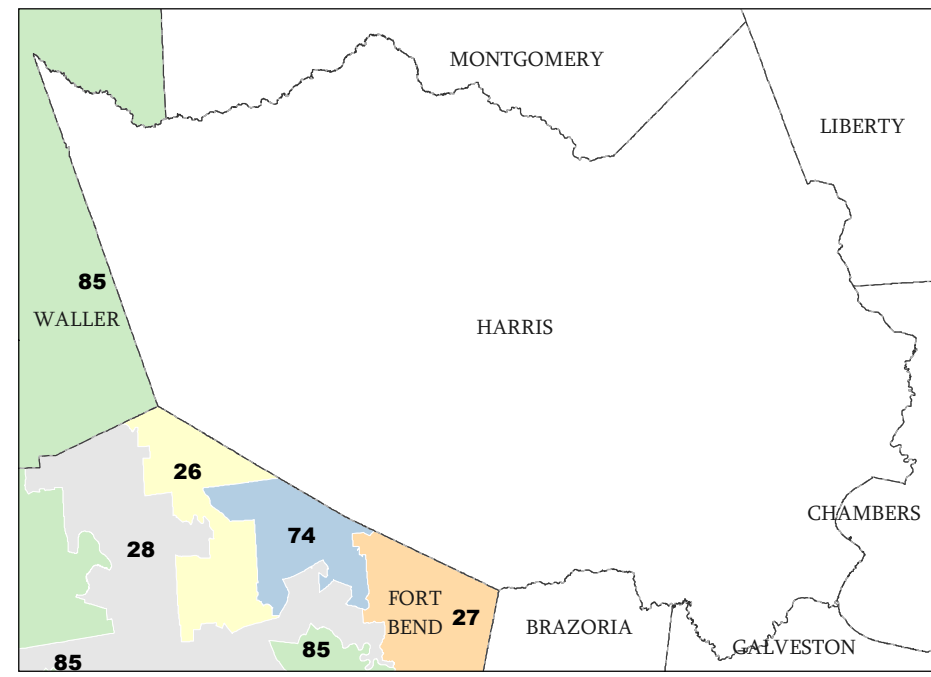 MONTGOMERY
LIBERTY
85
WALLER
HARRIS
26
CHAMBERS
74
28
FORT
BEND
27
BRAZORIA
GALVESTON
85
85